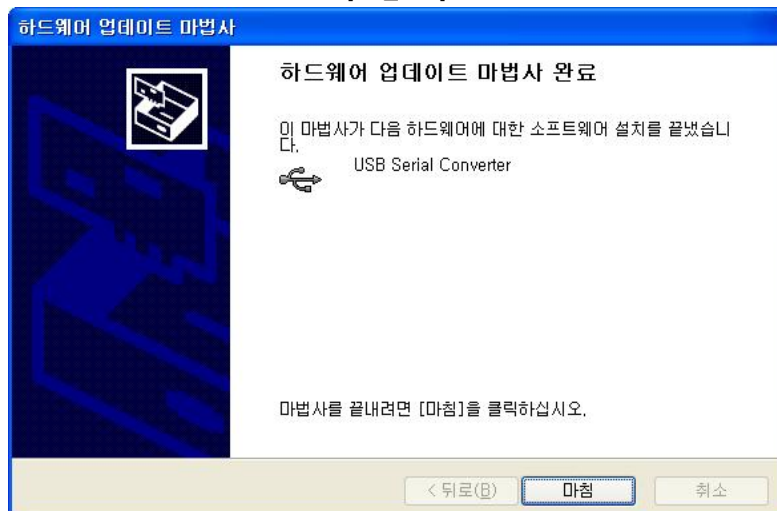 하드웨어 업데이트 마법사
하드웨어 업데이트 마법사 완료
이 마법사가 다음 하드웨어에 대한 소프트웨어 설치를 끝냈습니
다.
USB Serial Converter
마법사를 끝내려면 [마침]을 클릭하십시오.
< 뒤로(B) 마침 취소